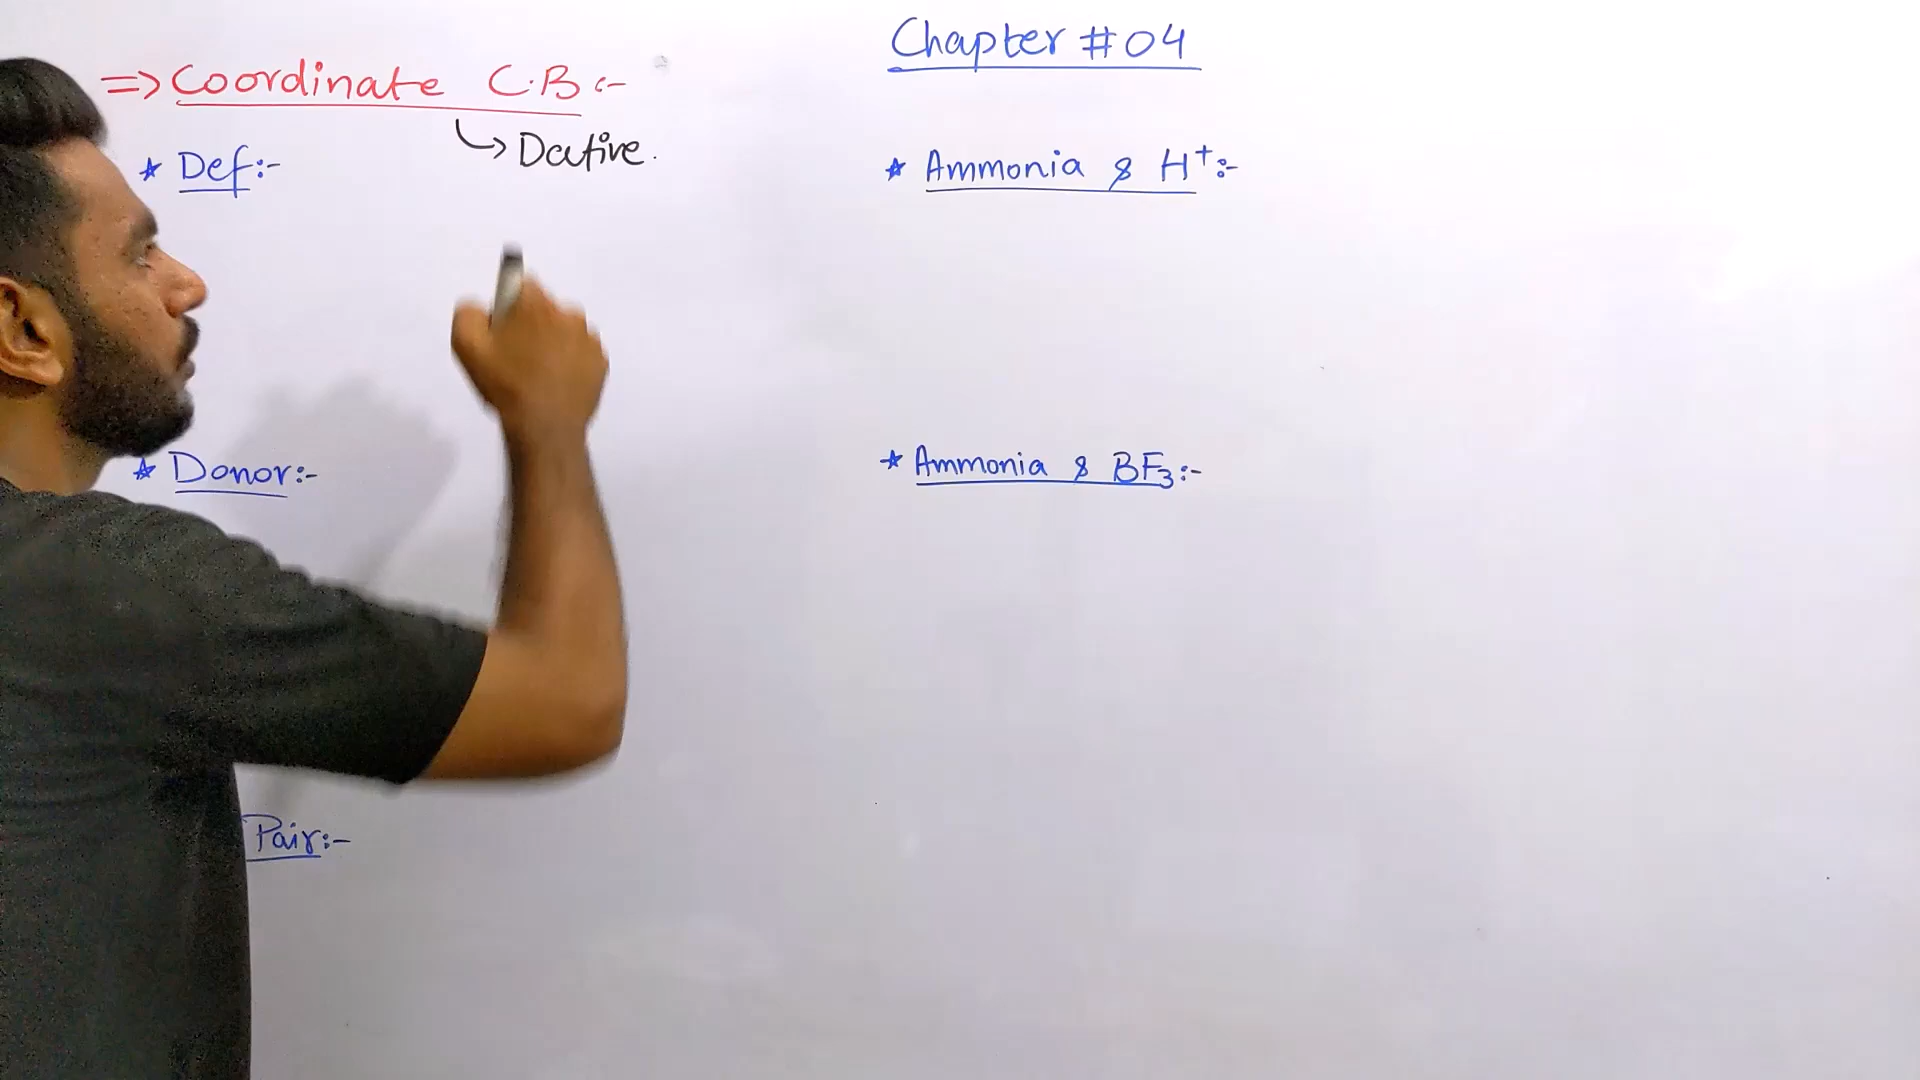 Chapter #04
=> Coordinate C.B:-
↳ Dative.
* Def:-
* Donor:-
Pair:-
* Ammonia & H⁺:-
* Ammonia & BF₃:-